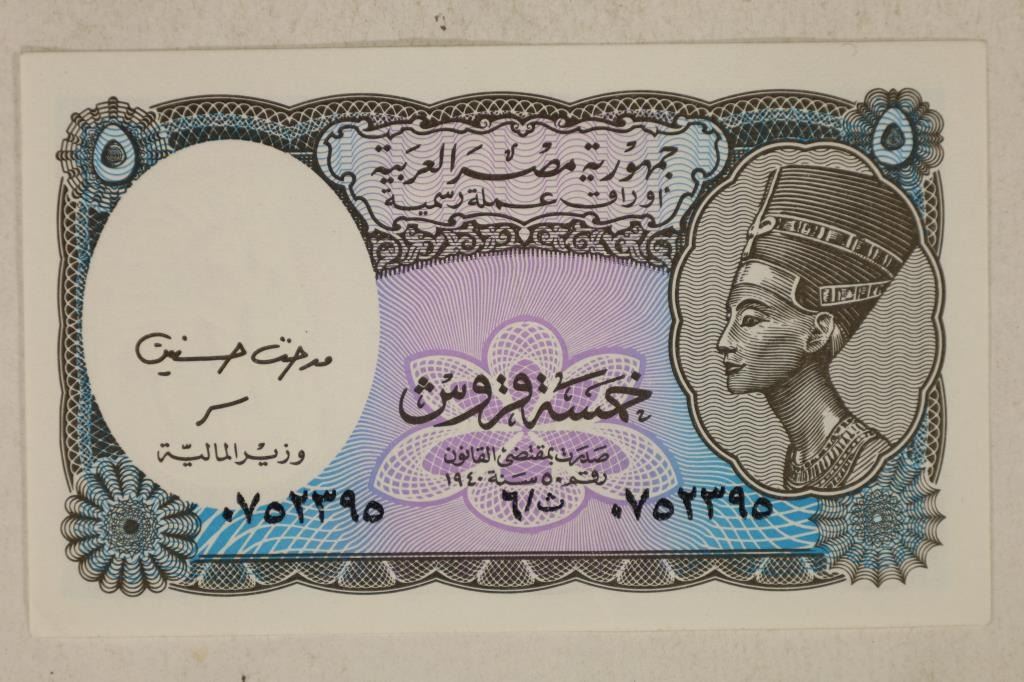 ٥ ٥
جمهورية مصر العربية
أوراق عملة رسمية
خمسة قروش
صدرت بمقتضى القانون
رقم ٥٠ سنة ١٩٤٠
مدحت حسنين
وزير المالية
٠٧٥٢٣٩٥ ث/٦ ٠٧٥٢٣٩٥